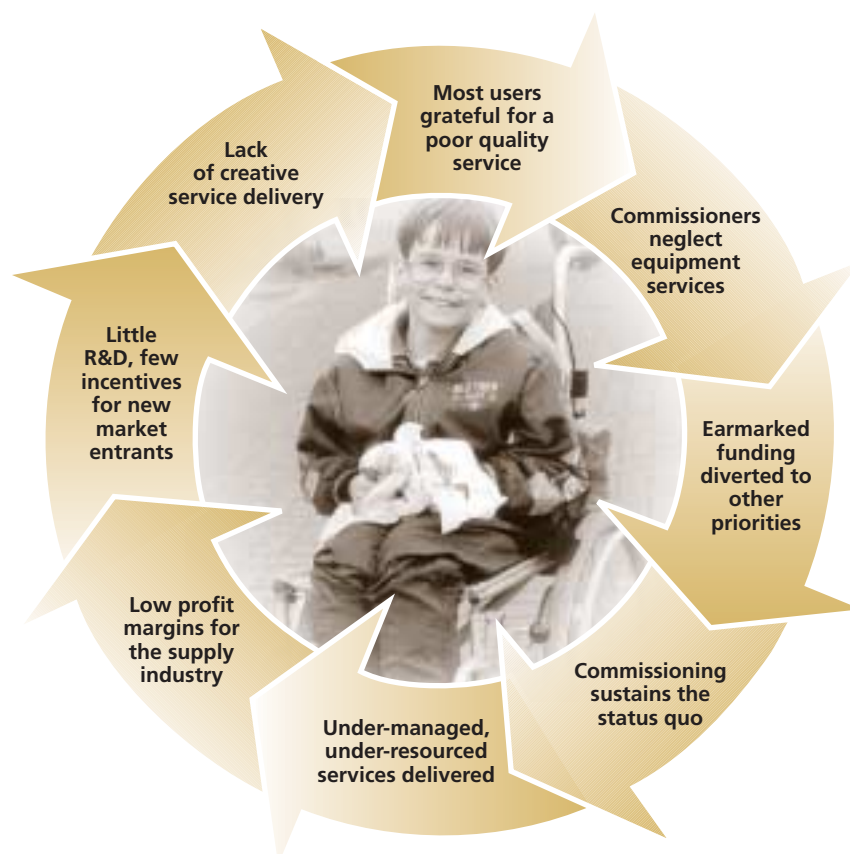 Most users
grateful for a
poor quality
service
Commissioners
neglect
equipment
services
Earmarked
funding
diverted to
other
priorities
Commissioning
sustains the
status quo
Under-managed,
under-resourced
services delivered
Low profit
margins for
the supply
industry
Little
R&D, few
incentives
for new
market
entrants
Lack
of creative
service delivery